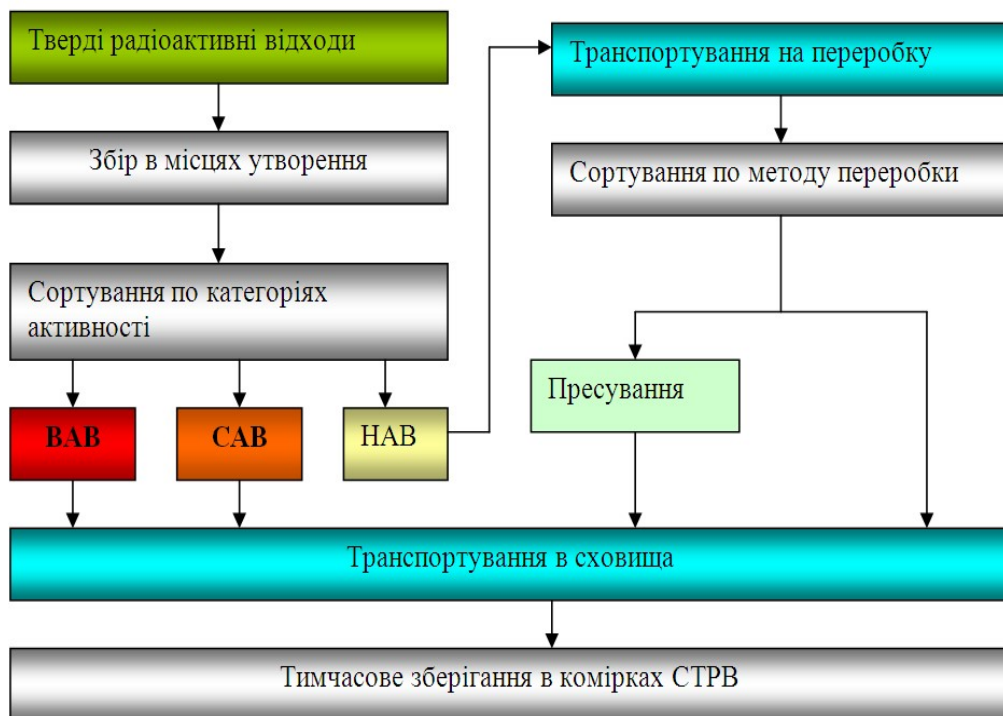 Тверді радіоактивні відходи
Збір в місцях утворення
Сортування по категоріях
активності
ВАВ
САВ
НАВ
Транспортування на переробку
Сортування по методу переробки
Пресування
Транспортування в сховища
Тимчасове зберігання в комірках СТРВ